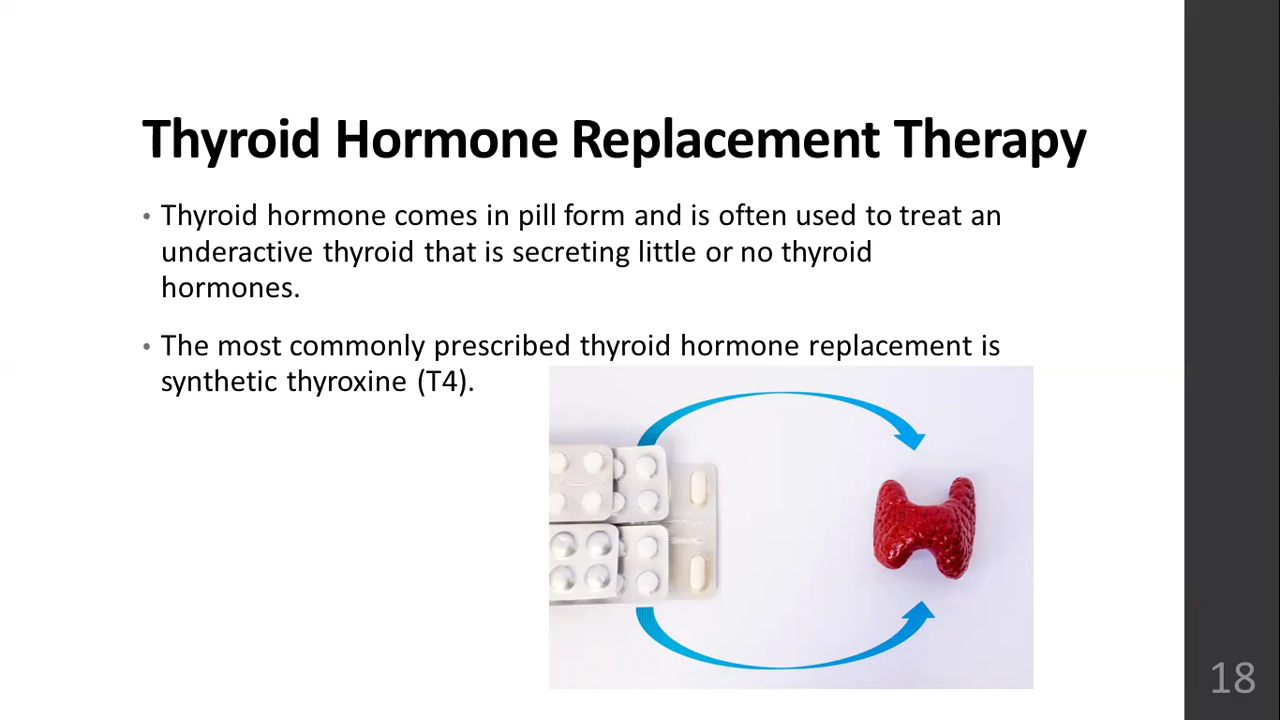 Thyroid Hormone Replacement Therapy
• Thyroid hormone comes in pill form and is often used to treat an
underactive thyroid that is secreting little or no thyroid
hormones.
• The most commonly prescribed thyroid hormone replacement is
synthetic thyroxine (T4).
18